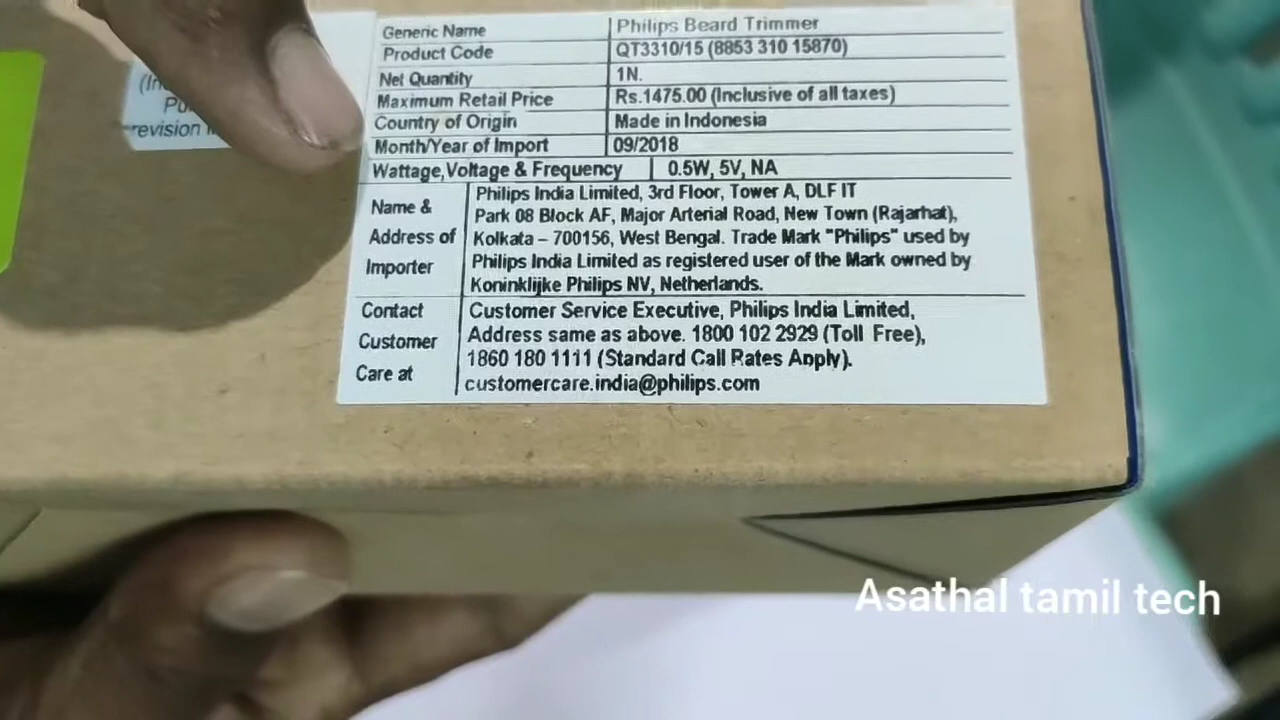 Generic Name Philips Beard Trimmer
Product Code QT3310/15 (8853 310 15870)
Net Quantity 1N.
Maximum Retail Price Rs.1475.00 (Inclusive of all taxes)
Country of Origin Made in Indonesia
Month/Year of Import 09/2018
Wattage,Voltage & Frequency 0.5W, 5V, NA
Name &
Address of
Importer
Philips India Limited, 3rd Floor, Tower A, DLF IT
Park 08 Block AF, Major Arterial Road, New Town (Rajarhat),
Kolkata – 700156, West Bengal. Trade Mark "Philips" used by
Philips India Limited as registered user of the Mark owned by
Koninklijke Philips NV, Netherlands.
Contact
Customer
Care at
Customer Service Executive, Philips India Limited,
Address same as above. 1800 102 2929 (Toll Free),
1860 180 1111 (Standard Call Rates Apply).
customercare.india@philips.com
revision
Asathal tamil tech